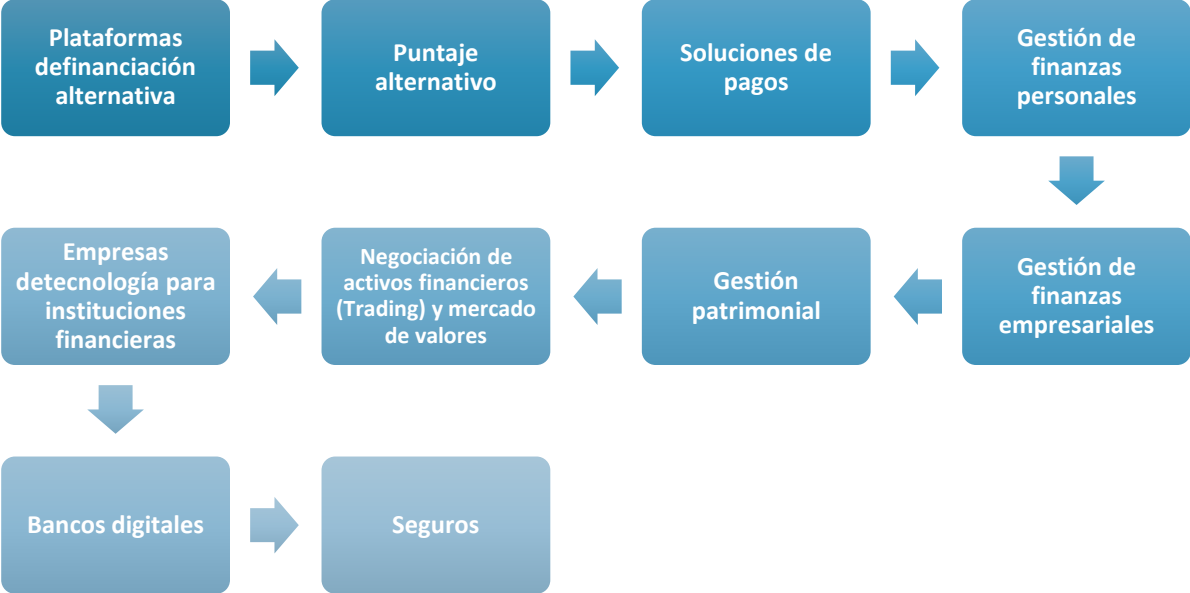 Plataformas
definanciación
alternativa
Puntaje
alternativo
Soluciones de
pagos
Gestión de
finanzas
personales
Gestión de
finanzas
empresariales
Gestión
patrimonial
Negociación de
activos financieros
(Trading) y mercado
de valores
Empresas
detecnología para
instituciones
financieras
Bancos digitales
Seguros